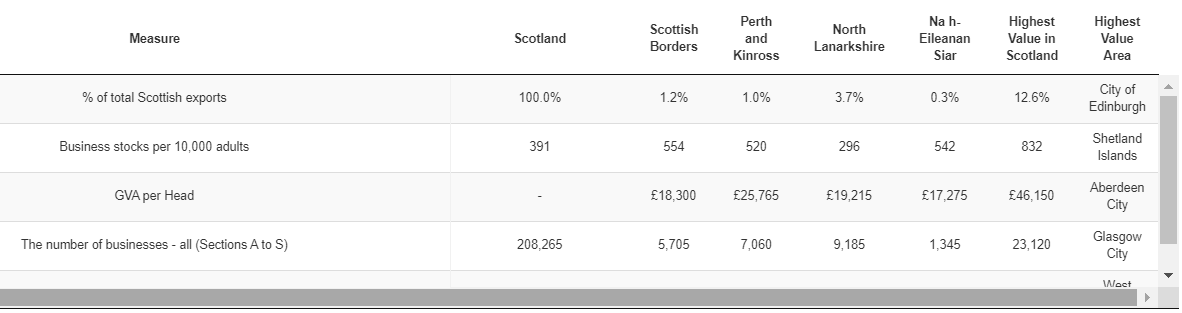 Measure Scotland Scottish Borders Perth and Kinross North Lanarkshire Na h-Eileanan Siar Highest Value in Scotland Highest Value Area
% of total Scottish exports 100.0% 1.2% 1.0% 3.7% 0.3% 12.6% City of Edinburgh
Business stocks per 10,000 adults 391 554 520 296 542 832 Shetland Islands
GVA per Head - £18,300 £25,765 £19,215 £17,275 £46,150 Aberdeen City
The number of businesses - all (Sections A to S) 208,265 5,705 7,060 9,185 1,345 23,120 Glasgow City
West